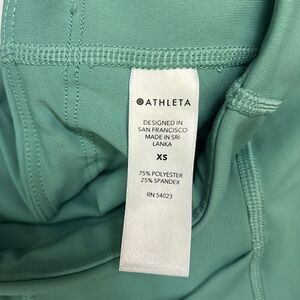 ATHLETA
DESIGNED IN
SAN FRANCISCO
MADE IN SRI
LANKA
XS
75% POLYESTER
25% SPANDEX
RN 54023